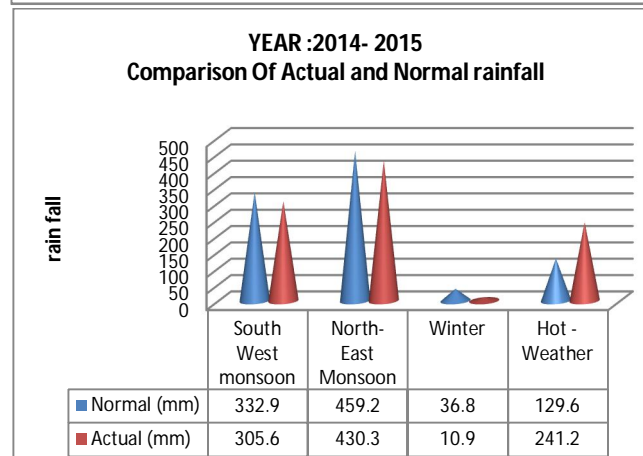 YEAR :2014- 2015
Comparison Of Actual and Normal rainfall
rain fall
500
450
400
350
300
250
200
150
100
50
0
South West monsoon
North-East Monsoon
Winter
Hot - Weather
Normal (mm) 332.9 459.2 36.8 129.6
Actual (mm) 305.6 430.3 10.9 241.2